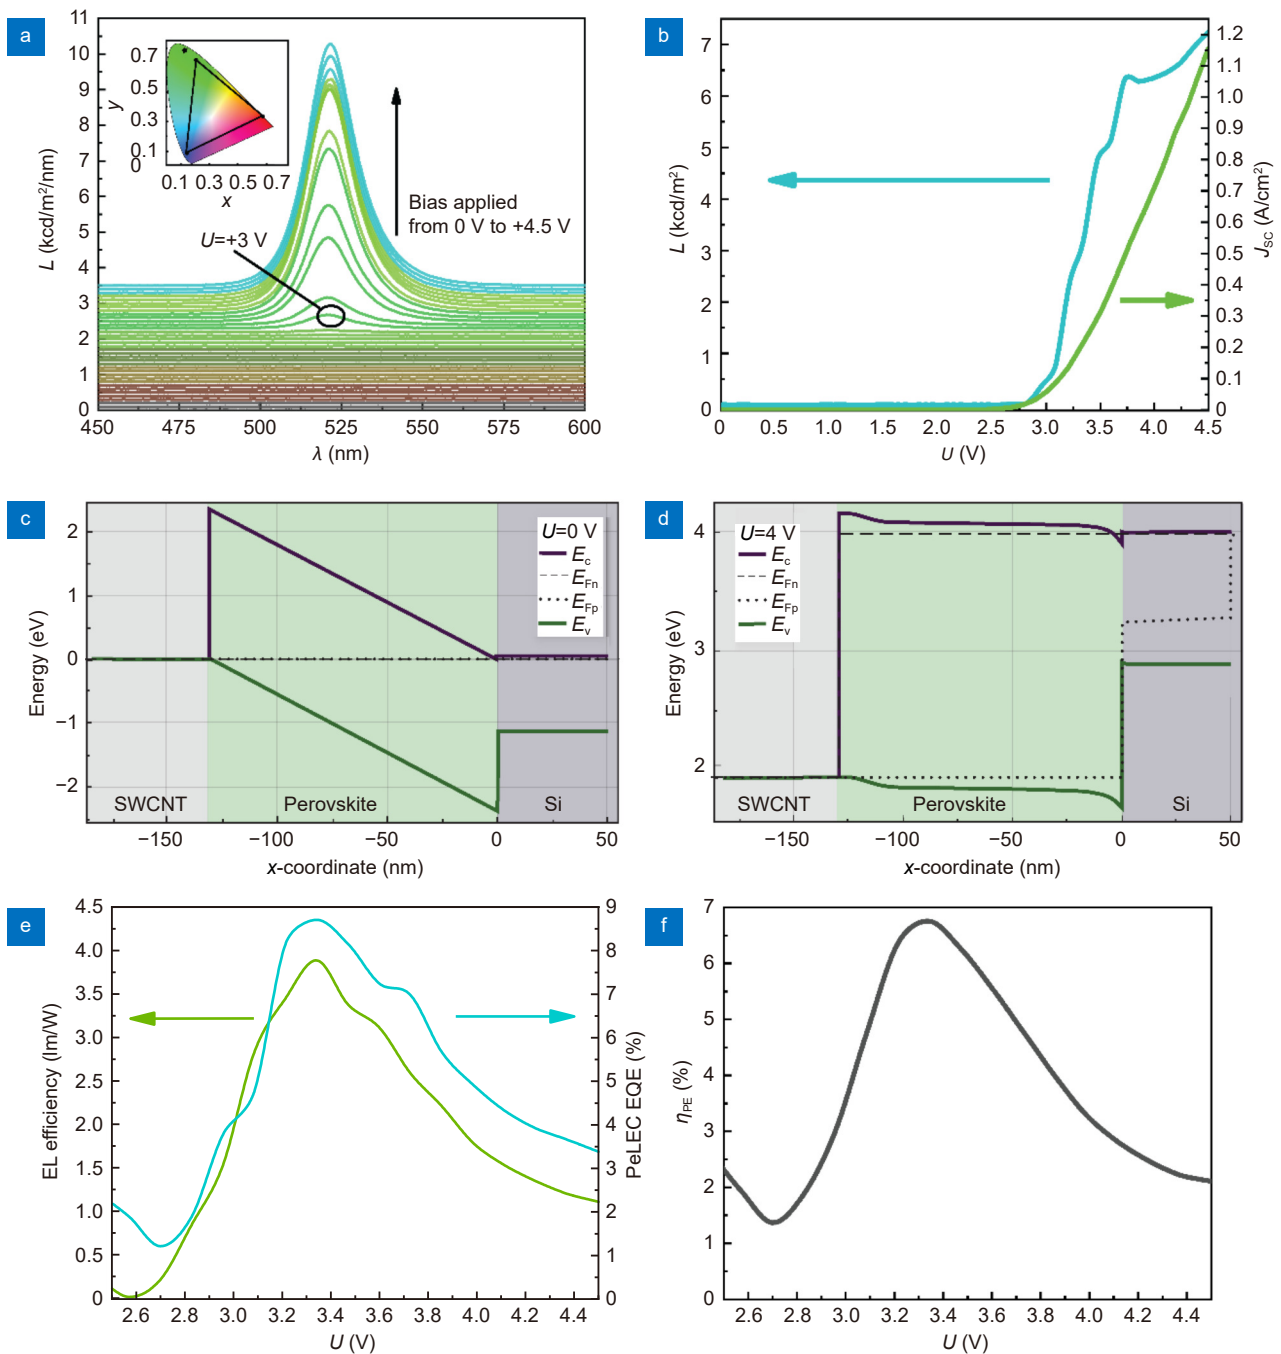 a
11
10
9
8
7
6
5
4
3
2
1
0
L (kcd/m²/nm)
450 475 500 525 550 575 600
λ (nm)
0.7
0.5
0.3
0.1
0
y
0.1 0.3 0.5 0.7
x
U=+3 V
Bias applied
from 0 V to +4.5 V
b
7
6
5
4
3
2
1
0
L (kcd/m²)
1.2
1.1
1.0
0.9
0.8
0.7
0.6
0.5
0.4
0.3
0.2
0.1
0
J_SC (A/cm²)
0 0.5 1.0 1.5 2.0 2.5 3.0 3.5 4.0 4.5
U (V)
c
2
1
0
−1
−2
Energy (eV)
U=0 V
E_c
E_Fn
E_Fp
E_v
SWCNT Perovskite Si
−150 −100 −50 0 50
x-coordinate (nm)
d
4
3
2
Energy (eV)
U=4 V
E_c
E_Fn
E_Fp
E_v
SWCNT Perovskite Si
−150 −100 −50 0 50
x-coordinate (nm)
e
4.5
4.0
3.5
3.0
2.5
2.0
1.5
1.0
0.5
0
EL efficiency (lm/W)
9
8
7
6
5
4
3
2
1
0
PeLEC EQE (%)
2.6 2.8 3.0 3.2 3.4 3.6 3.8 4.0 4.2 4.4
U (V)
f
7
6
5
4
3
2
1
0
η_PE (%)
2.6 2.8 3.0 3.2 3.4 3.6 3.8 4.0 4.2 4.4
U (V)